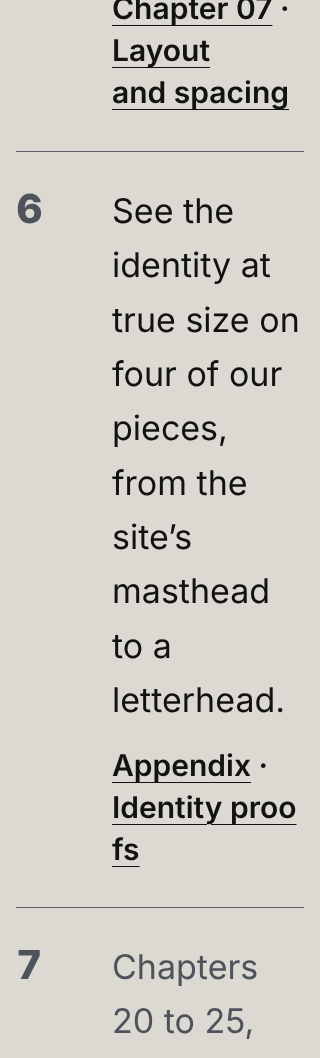 Chapter 07 ·
Layout
and spacing
6
See the
identity at
true size on
four of our
pieces,
from the
site’s
masthead
to a
letterhead.
Appendix ·
Identity proo
fs
7
Chapters
20 to 25,